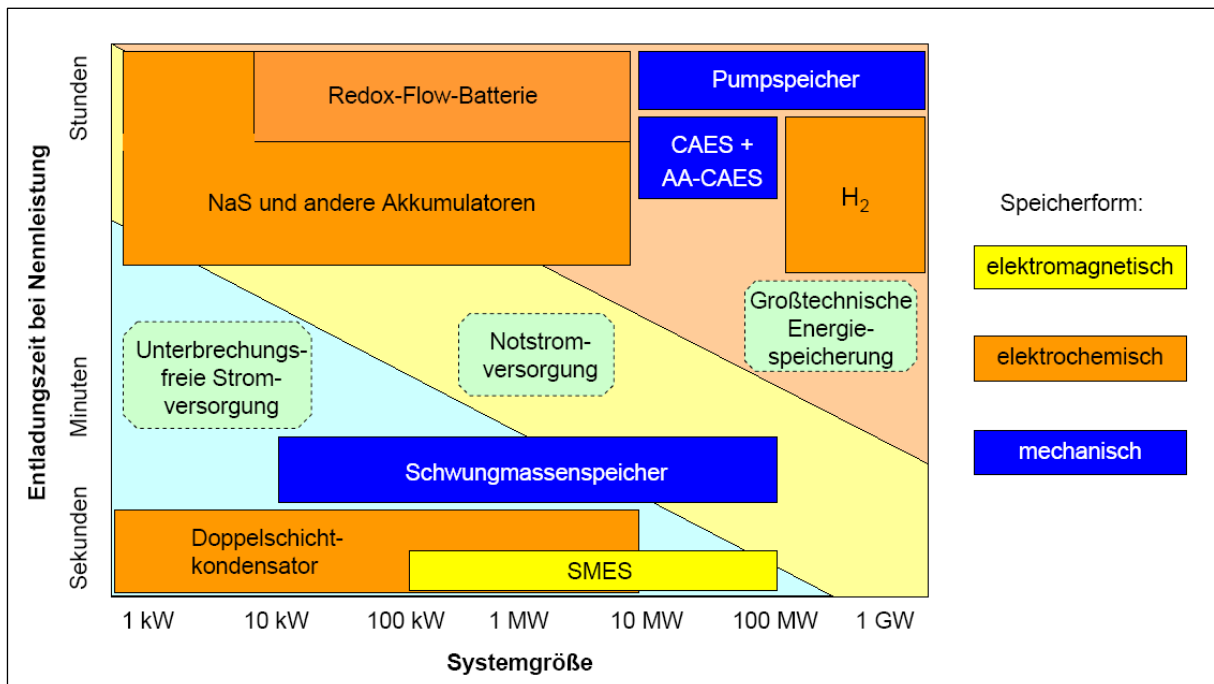 Entladungszeit bei Nennleistung
Stunden
Minuten
Sekunden
Redox-Flow-Batterie
NaS und andere Akkumulatoren
Pumpspeicher
CAES +
AA-CAES
H₂
Unterbrechungs-
freie Strom-
versorgung
Notstrom-
versorgung
Großtechnische
Energie-
speicherung
Schwungmassenspeicher
Doppelschicht-
kondensator
SMES
1 kW 10 kW 100 kW 1 MW 10 MW 100 MW 1 GW
Systemgröße
Speicherform:
elektromagnetisch
elektrochemisch
mechanisch